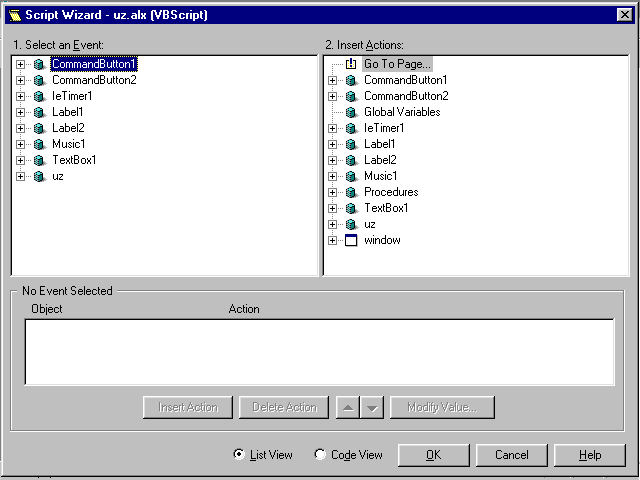 Script Wizard - uz.alx (VBScript)
1. Select an Event:
CommandButton1
CommandButton2
IeTimer1
Label1
Label2
Music1
TextBox1
uz
2. Insert Actions:
Go To Page...
CommandButton1
CommandButton2
Global Variables
IeTimer1
Label1
Label2
Music1
Procedures
TextBox1
uz
window
No Event Selected
Object Action
Insert Action Delete Action Modify Value...
List View Code View OK Cancel Help